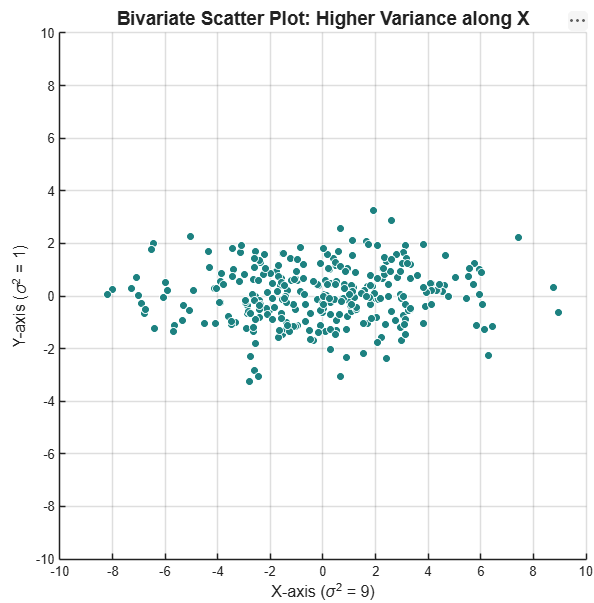 Bivariate Scatter Plot: Higher Variance along X
10
8
6
4
2
0
-2
-4
-6
-8
-10
Y-axis (σ² = 1)
-10 -8 -6 -4 -2 0 2 4 6 8 10
X-axis (σ² = 9)